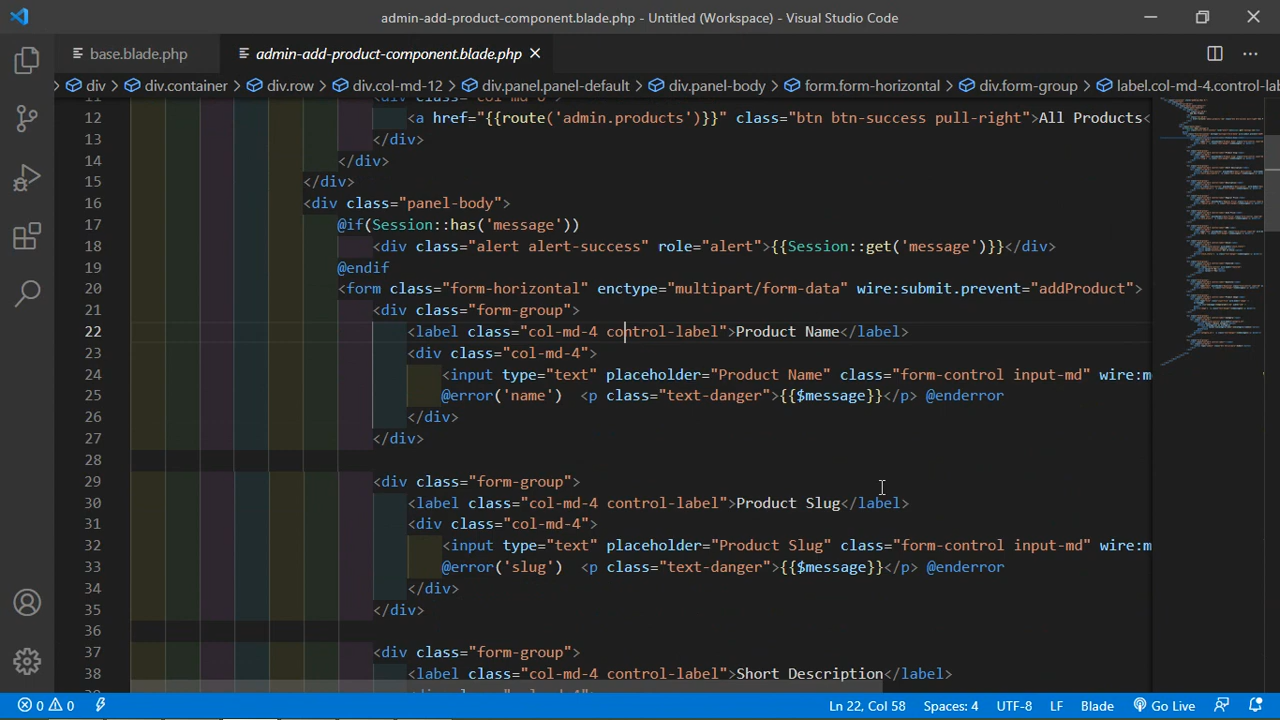 admin-add-product-component.blade.php - Untitled (Workspace) - Visual Studio Code
base.blade.php
admin-add-product-component.blade.php
div
div.container
div.row
div.col-md-12
div.panel.panel-default
div.panel-body
form.form-horizontal
div.form-group
label.col-md-4.control-la
12 <a href="{{route('admin.products')}}" class="btn btn-success pull-right">All Products<
13 </div>
14 </div>
15 </div>
16 <div class="panel-body">
17 @if(Session::has('message'))
18 <div class="alert alert-success" role="alert">{{Session::get('message')}}</div>
19 @endif
20 <form class="form-horizontal" enctype="multipart/form-data" wire:submit.prevent="addProduct">
21 <div class="form-group">
22 <label class="col-md-4 control-label">Product Name</label>
23 <div class="col-md-4">
24 <input type="text" placeholder="Product Name" class="form-control input-md" wire:m
25 @error('name') <p class="text-danger">{{$message}}</p> @enderror
26 </div>
27 </div>
28
29 <div class="form-group">
30 <label class="col-md-4 control-label">Product Slug</label>
31 <div class="col-md-4">
32 <input type="text" placeholder="Product Slug" class="form-control input-md" wire:m
33 @error('slug') <p class="text-danger">{{$message}}</p> @enderror
34 </div>
35 </div>
36
37 <div class="form-group">
38 <label class="col-md-4 control-label">Short Description</label>
0 0 Ln 22, Col 58 Spaces: 4 UTF-8 LF Blade Go Live